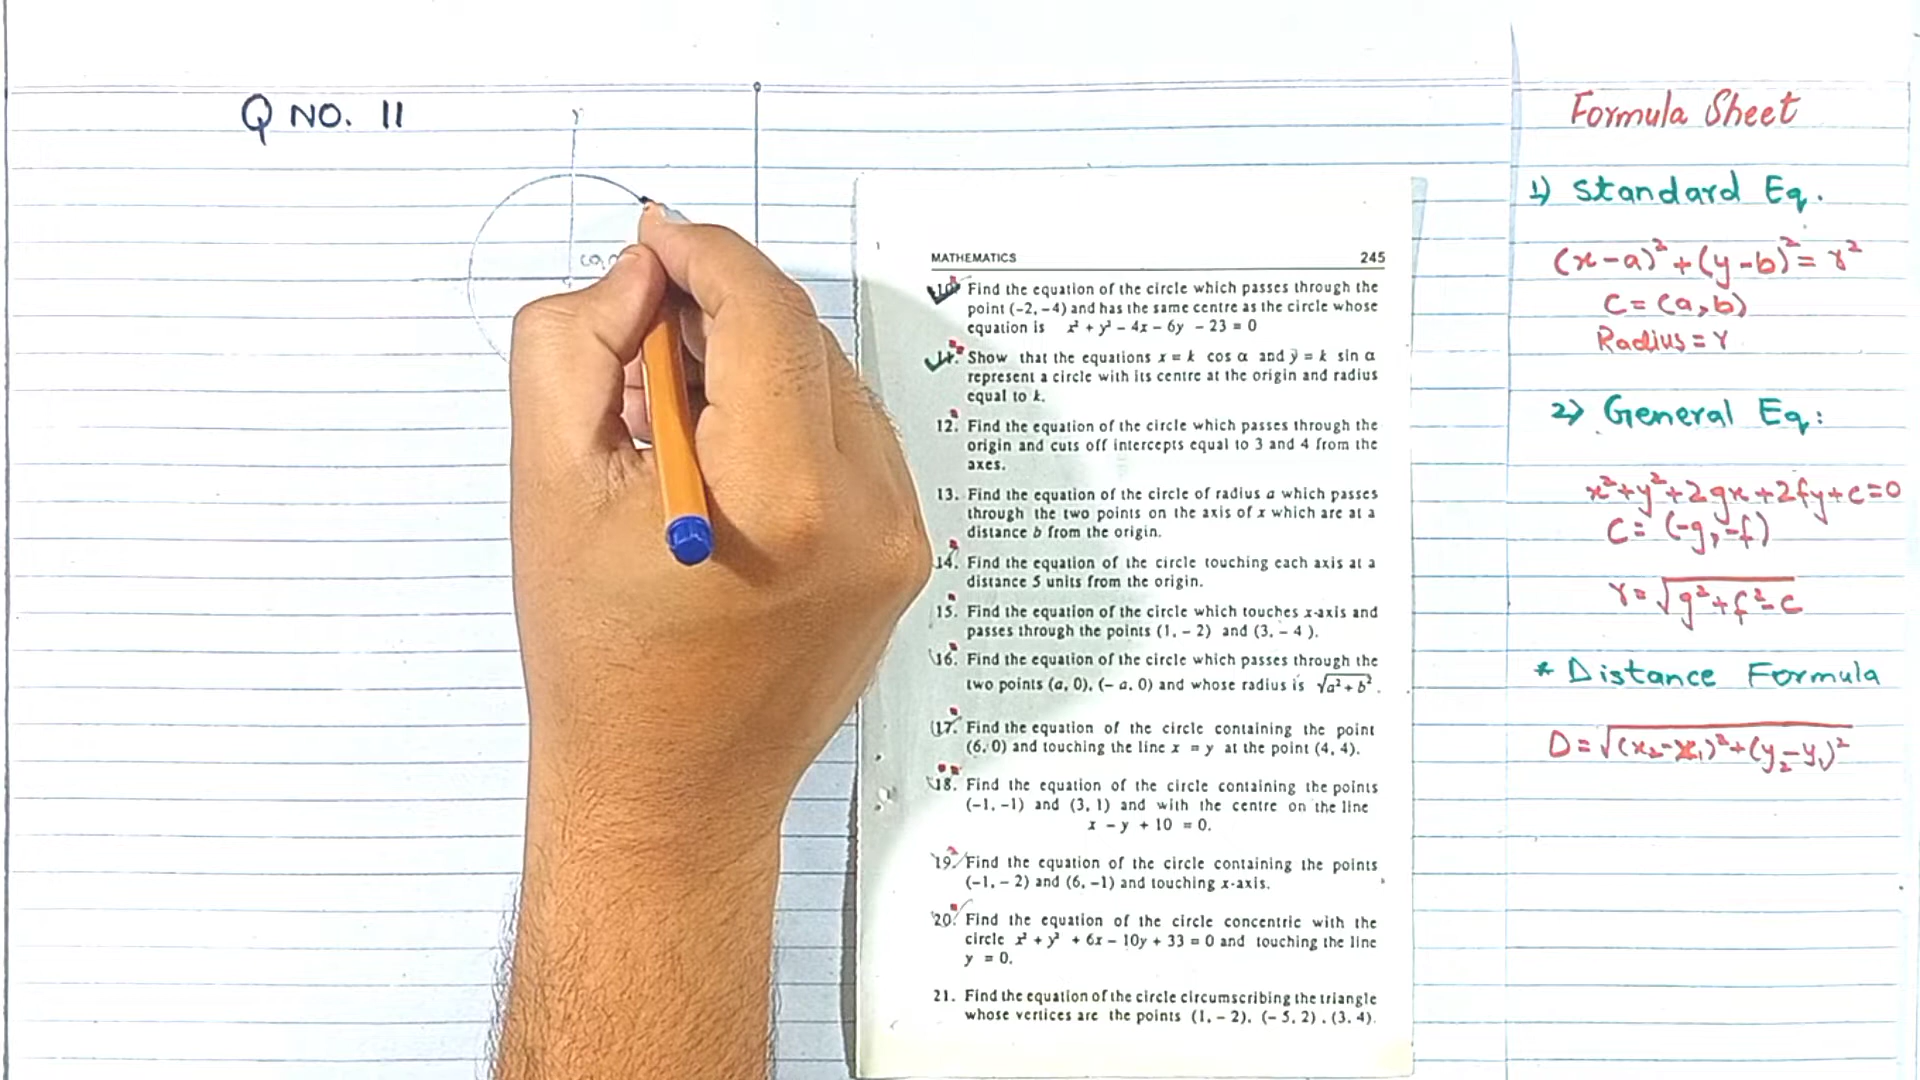 Q NO. 11
Y
MATHEMATICS 245
10. Find the equation of the circle which passes through the
point (-2, -4) and has the same centre as the circle whose
equation is x² + y² - 4x - 6y - 23 = 0
11. Show that the equations x = k cos α and y = k sin α
represent a circle with its centre at the origin and radius
equal to k.
12. Find the equation of the circle which passes through the
origin and cuts off intercepts equal to 3 and 4 from the
axes.
13. Find the equation of the circle of radius a which passes
through the two points on the axis of x which are at a
distance b from the origin.
14. Find the equation of the circle touching each axis at a
distance 5 units from the origin.
15. Find the equation of the circle which touches x-axis and
passes through the points (1, - 2) and (3, - 4 ).
16. Find the equation of the circle which passes through the
two points (a, 0), (- a, 0) and whose radius is √a² + b² .
17. Find the equation of the circle containing the point
(6, 0) and touching the line x = y at the point (4, 4).
18. Find the equation of the circle containing the points
(-1, -1) and (3, 1) and with the centre on the line
x - y + 10 = 0.
19. Find the equation of the circle containing the points
(-1, - 2) and (6, -1) and touching x-axis.
20. Find the equation of the circle concentric with the
circle x² + y² + 6x - 10y + 33 = 0 and touching the line
y = 0.
21. Find the equation of the circle circumscribing the triangle
whose vertices are the points (1, - 2), (- 5, 2) , (3, 4).
Formula Sheet
1) Standard Eq.
(x-a)²+(y-b)²=r²
C=(a,b)
Radius=r
2) General Eq:
x²+y²+2gx+2fy+c=0
C=(-g,-f)
r=√g²+f²-c
* Distance Formula
D=√(x₂-x₁)²+(y₂-y₁)²